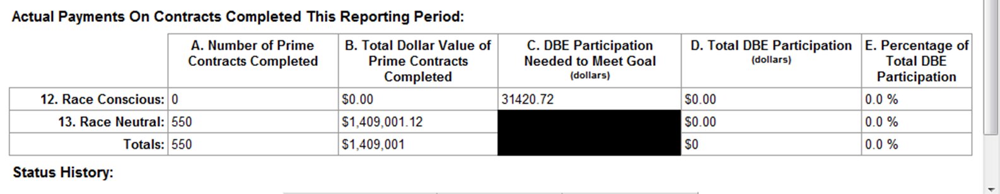 Actual Payments On Contracts Completed This Reporting Period:
A. Number of Prime Contracts Completed
B. Total Dollar Value of Prime Contracts Completed
C. DBE Participation Needed to Meet Goal (dollars)
D. Total DBE Participation (dollars)
E. Percentage of Total DBE Participation
12. Race Conscious: 0 $0.00 31420.72 $0.00 0.0 %
13. Race Neutral: 550 $1,409,001.12 $0.00 0.0 %
Totals: 550 $1,409,001 $0 0.0 %
Status History: